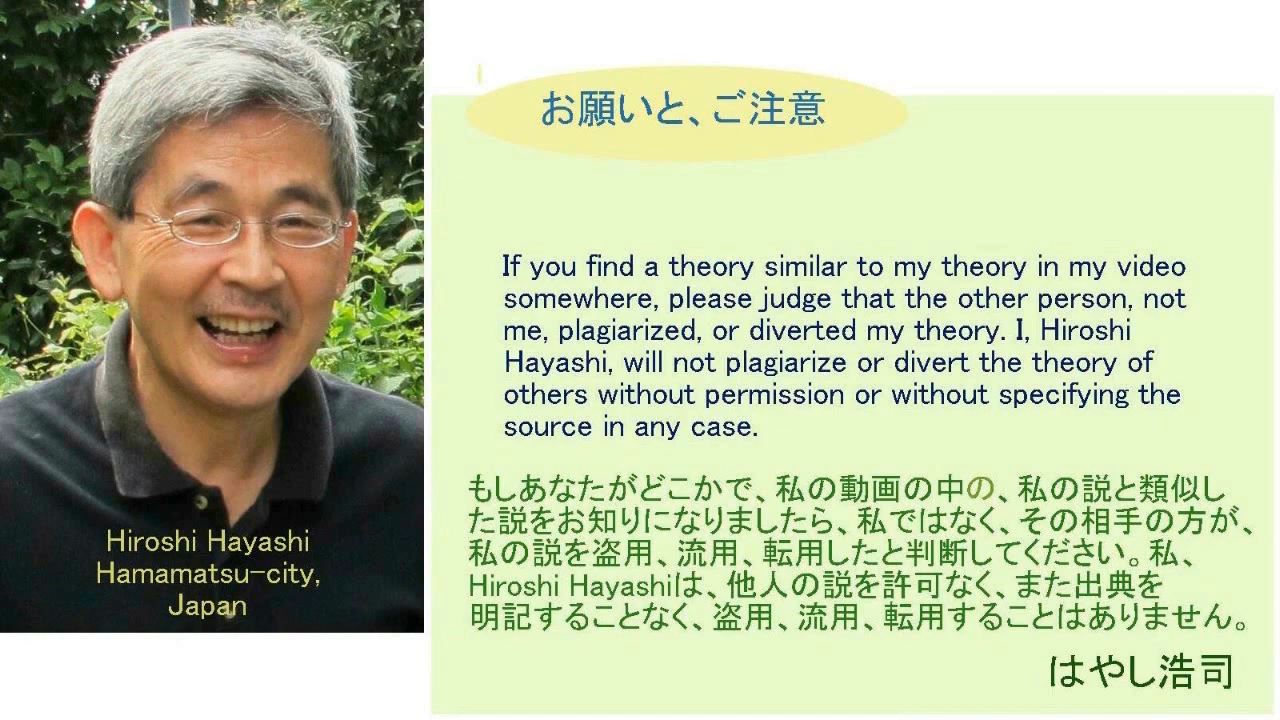 お願いと、ご注意
If you find a theory similar to my theory in my video
somewhere, please judge that the other person, not
me, plagiarized, or diverted my theory. I, Hiroshi
Hayashi, will not plagiarize or divert the theory of
others without permission or without specifying the
source in any case.
もしあなたがどこかで、私の動画の中の、私の説と類似し
た説をお知りになりましたら、私ではなく、その相手の方が、
私の説を盗用、流用、転用したと判断してください。私、
Hiroshi Hayashiは、他人の説を許可なく、また出典を
明記することなく、盗用、流用、転用することはありません。
はやし浩司
Hiroshi Hayashi
Hamamatsu-city,
Japan